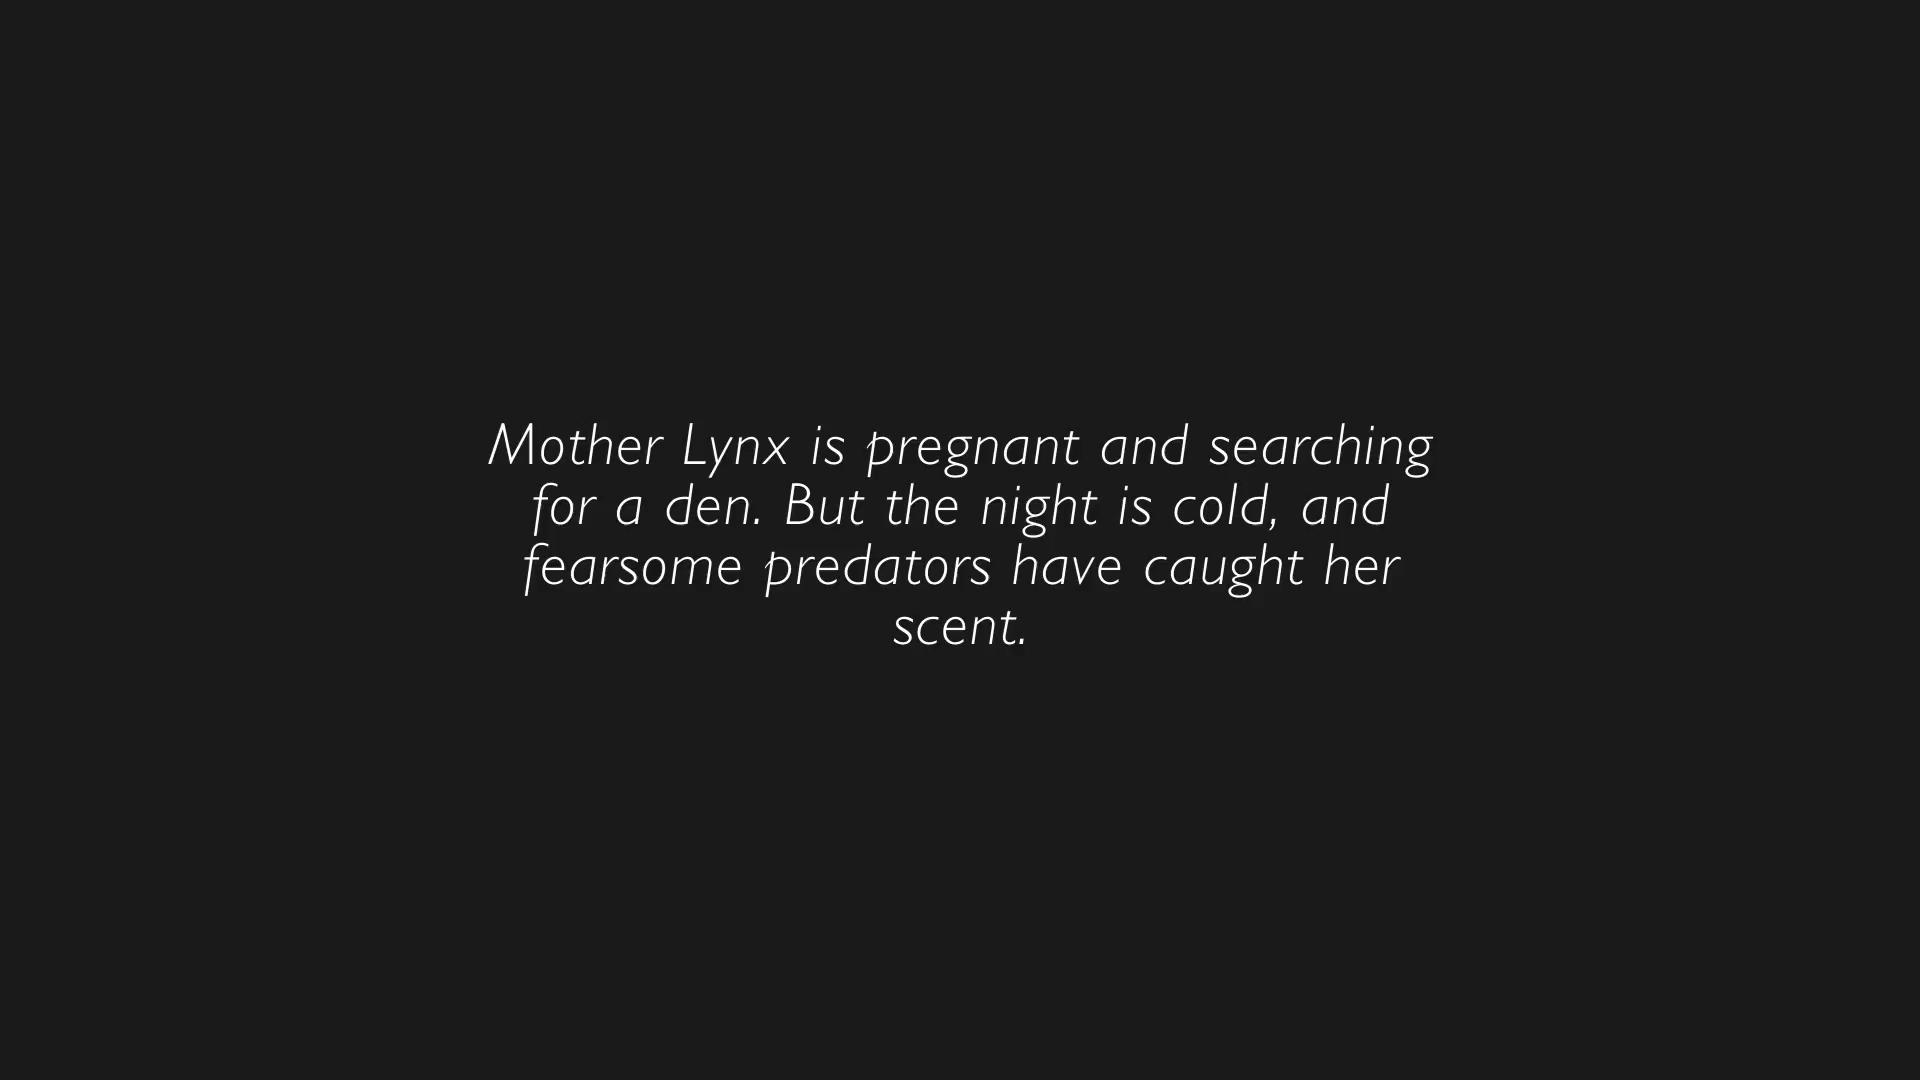 Mother Lynx is pregnant and searching
for a den. But the night is cold, and
fearsome predators have caught her
scent.